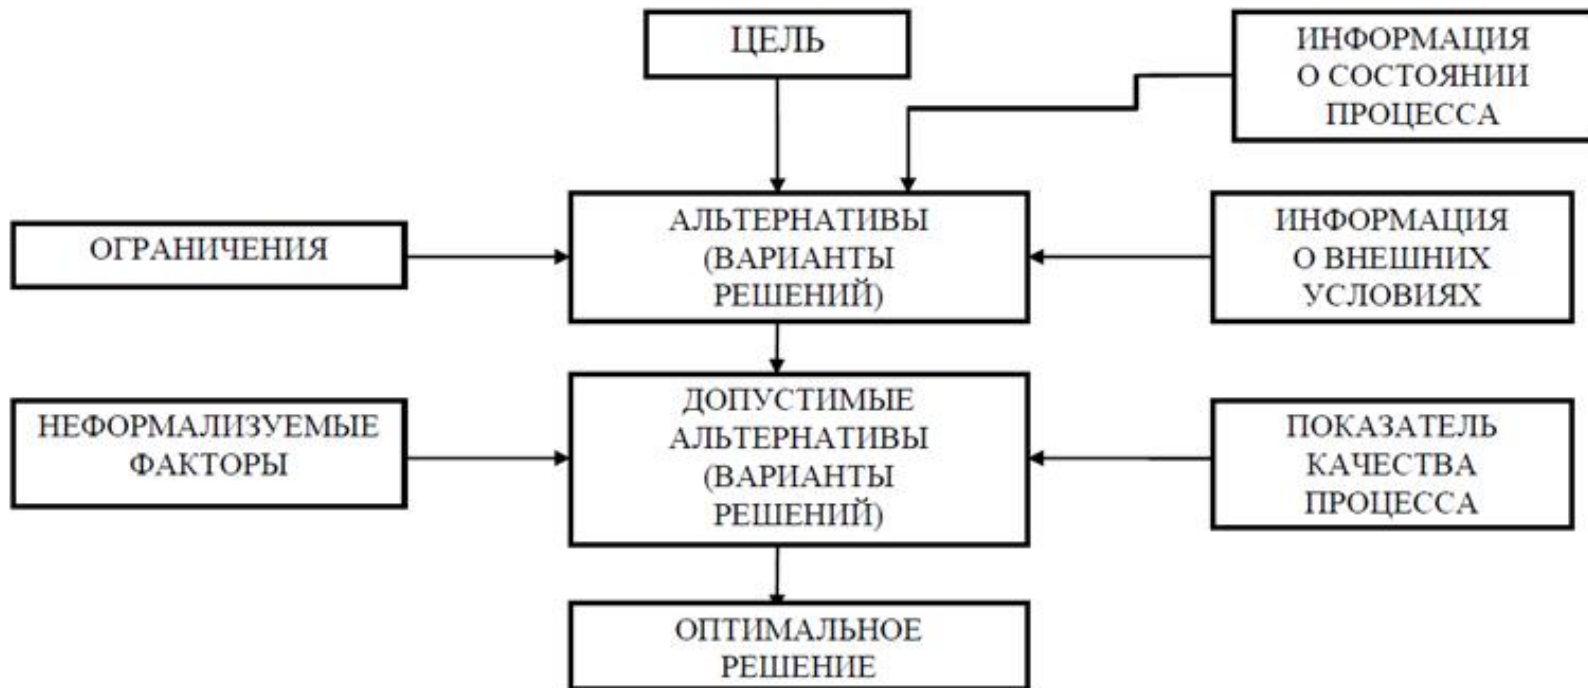 ЦЕЛЬ
ИНФОРМАЦИЯ
О СОСТОЯНИИ
ПРОЦЕССА
ОГРАНИЧЕНИЯ
АЛЬТЕРНАТИВЫ
(ВАРИАНТЫ
РЕШЕНИЙ)
ИНФОРМАЦИЯ
О ВНЕШНИХ
УСЛОВИЯХ
НЕФОРМАЛИЗУЕМЫЕ
ФАКТОРЫ
ДОПУСТИМЫЕ
АЛЬТЕРНАТИВЫ
(ВАРИАНТЫ
РЕШЕНИЙ)
ПОКАЗАТЕЛЬ
КАЧЕСТВА
ПРОЦЕССА
ОПТИМАЛЬНОЕ
РЕШЕНИЕ